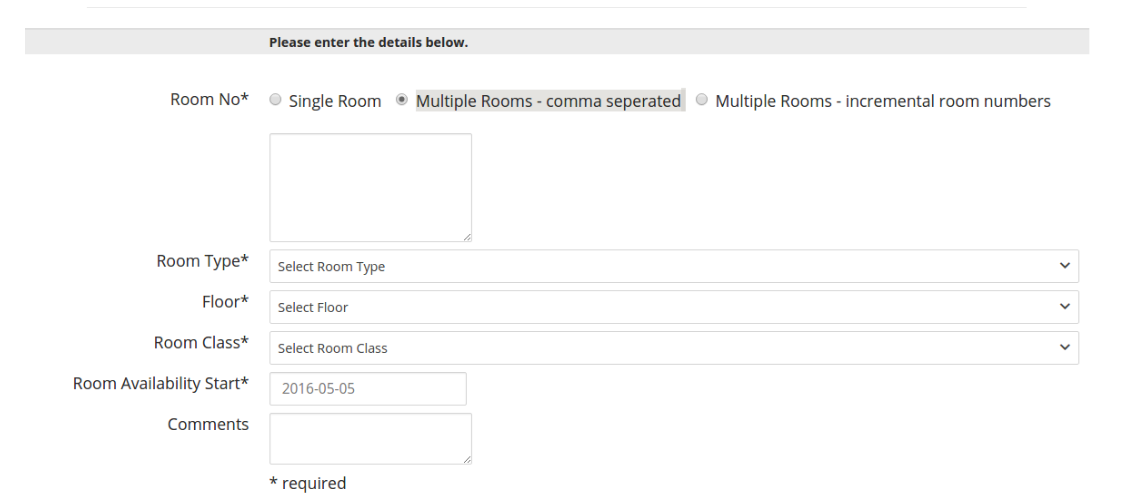 Please enter the details below.
Room No* Single Room Multiple Rooms - comma seperated Multiple Rooms - incremental room numbers
Room Type* Select Room Type
Floor* Select Floor
Room Class* Select Room Class
Room Availability Start* 2016-05-05
Comments
* required